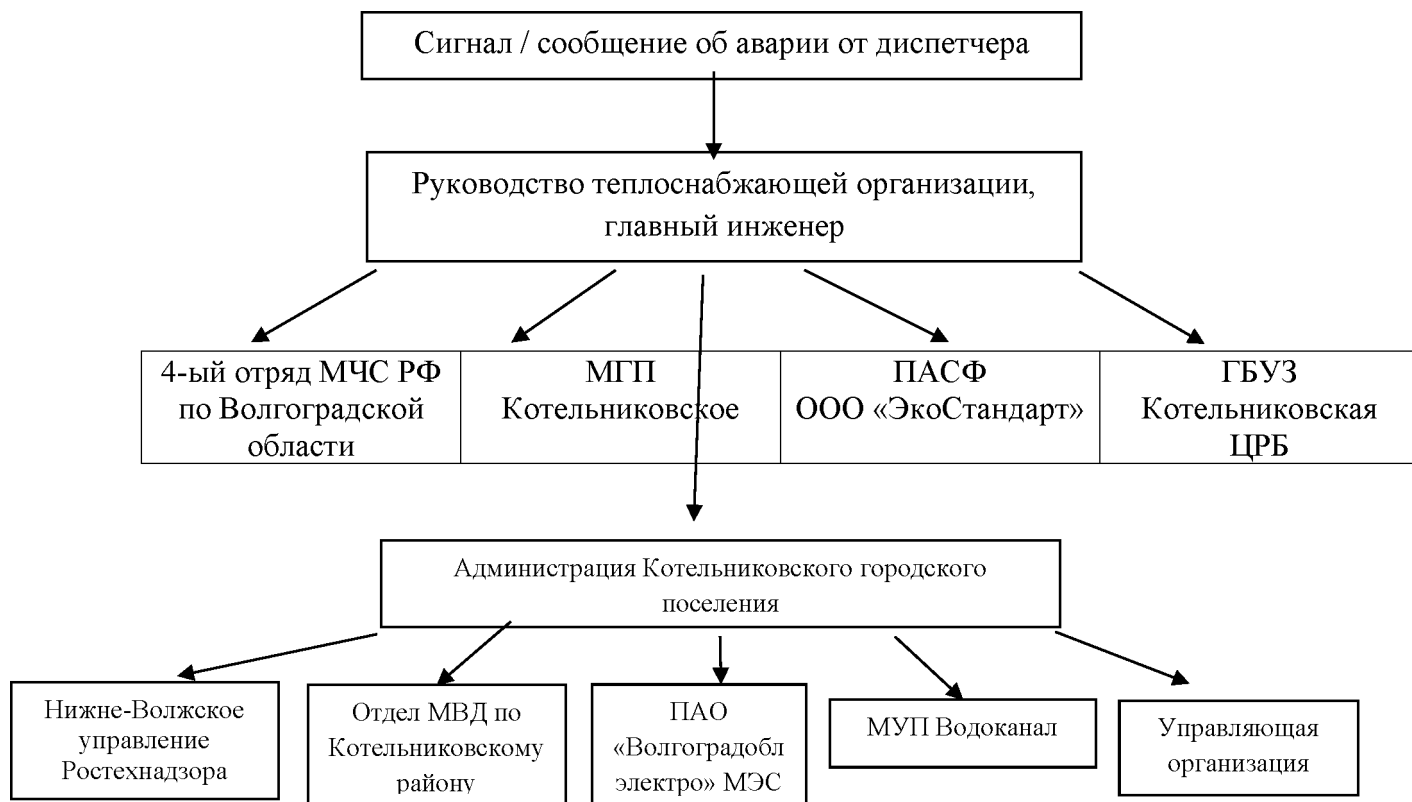 Сигнал / сообщение об аварии от диспетчера
Руководство теплоснабжающей организации,
главный инженер
4-ый отряд МЧС РФ
по Волгоградской
области
МГП
Котельниковское
ПАСФ
ООО «ЭкоСтандарт»
ГБУЗ
Котельниковская
ЦРБ
Администрация Котельниковского городского
поселения
Нижне-Волжское
управление
Ростехнадзора
Отдел МВД по
Котельниковскому
району
ПАО
«Волгоградобл
электро» МЭС
МУП Водоканал
Управляющая
организация